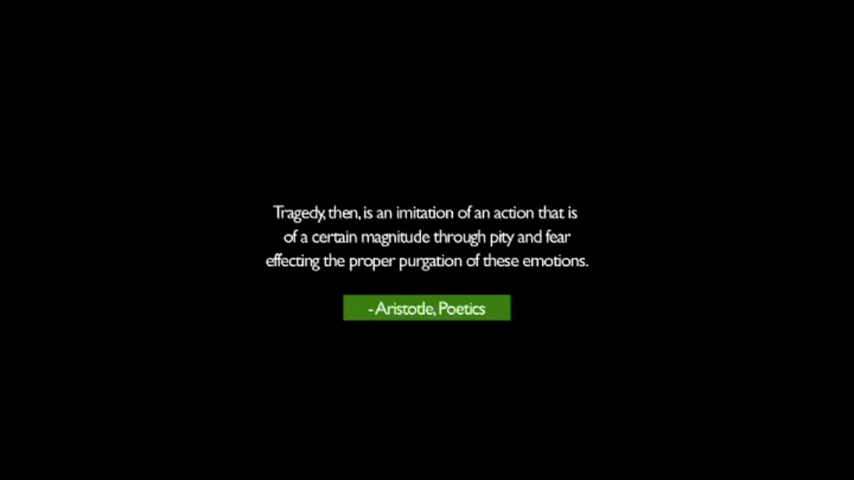 Tragedy, then, is an imitation of an action that is
of a certain magnitude through pity and fear
effecting the proper purgation of these emotions.
- Aristotle, Poetics